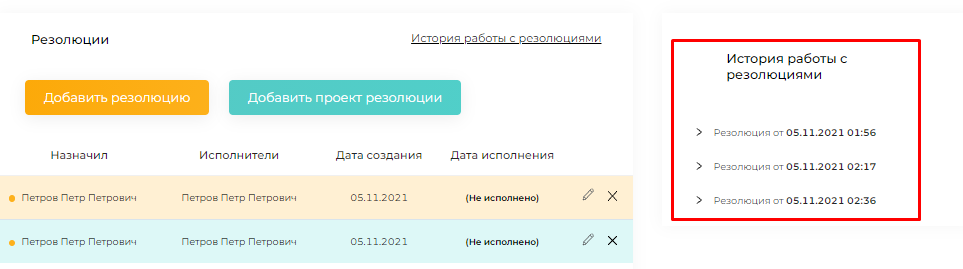 Резолюции
История работы с резолюциями
Добавить резолюцию
Добавить проект резолюции
Назначил Исполнители Дата создания Дата исполнения
Петров Петр Петрович Петров Петр Петрович 05.11.2021 (Не исполнено)
Петров Петр Петрович Петров Петр Петрович 05.11.2021 (Не исполнено)
История работы с
резолюциями
Резолюция от 05.11.2021 01:56
Резолюция от 05.11.2021 02:17
Резолюция от 05.11.2021 02:36